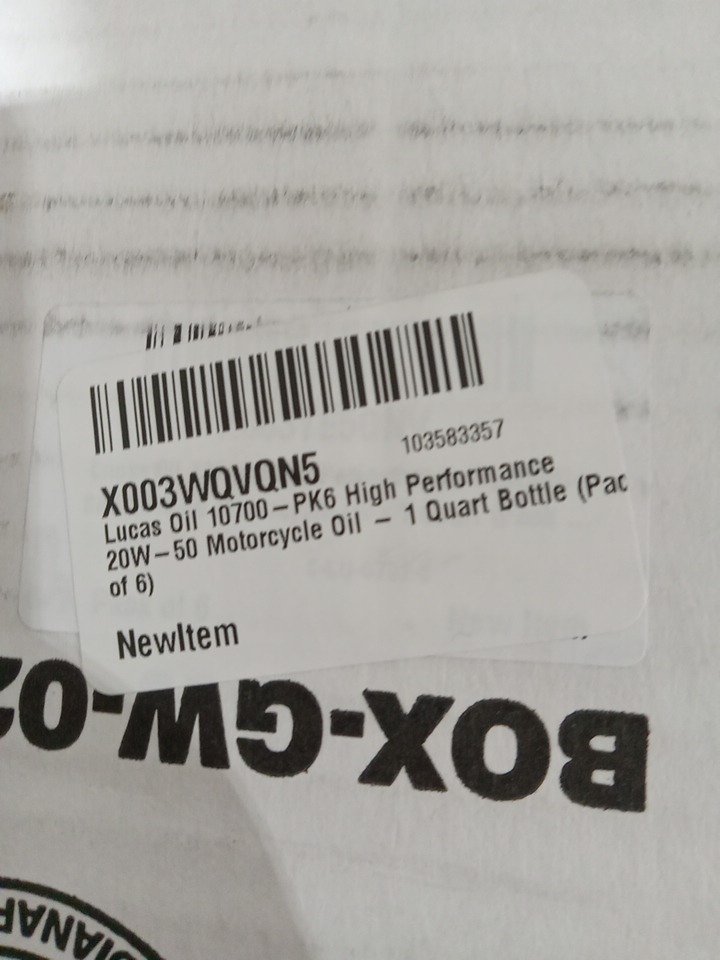 103583357
X003WQVQN5
Lucas Oil 10700-PK6 High Performance
20W-50 Motorcycle Oil - 1 Quart Bottle (Pac
of 6)
NewItem
BOX-GW-02